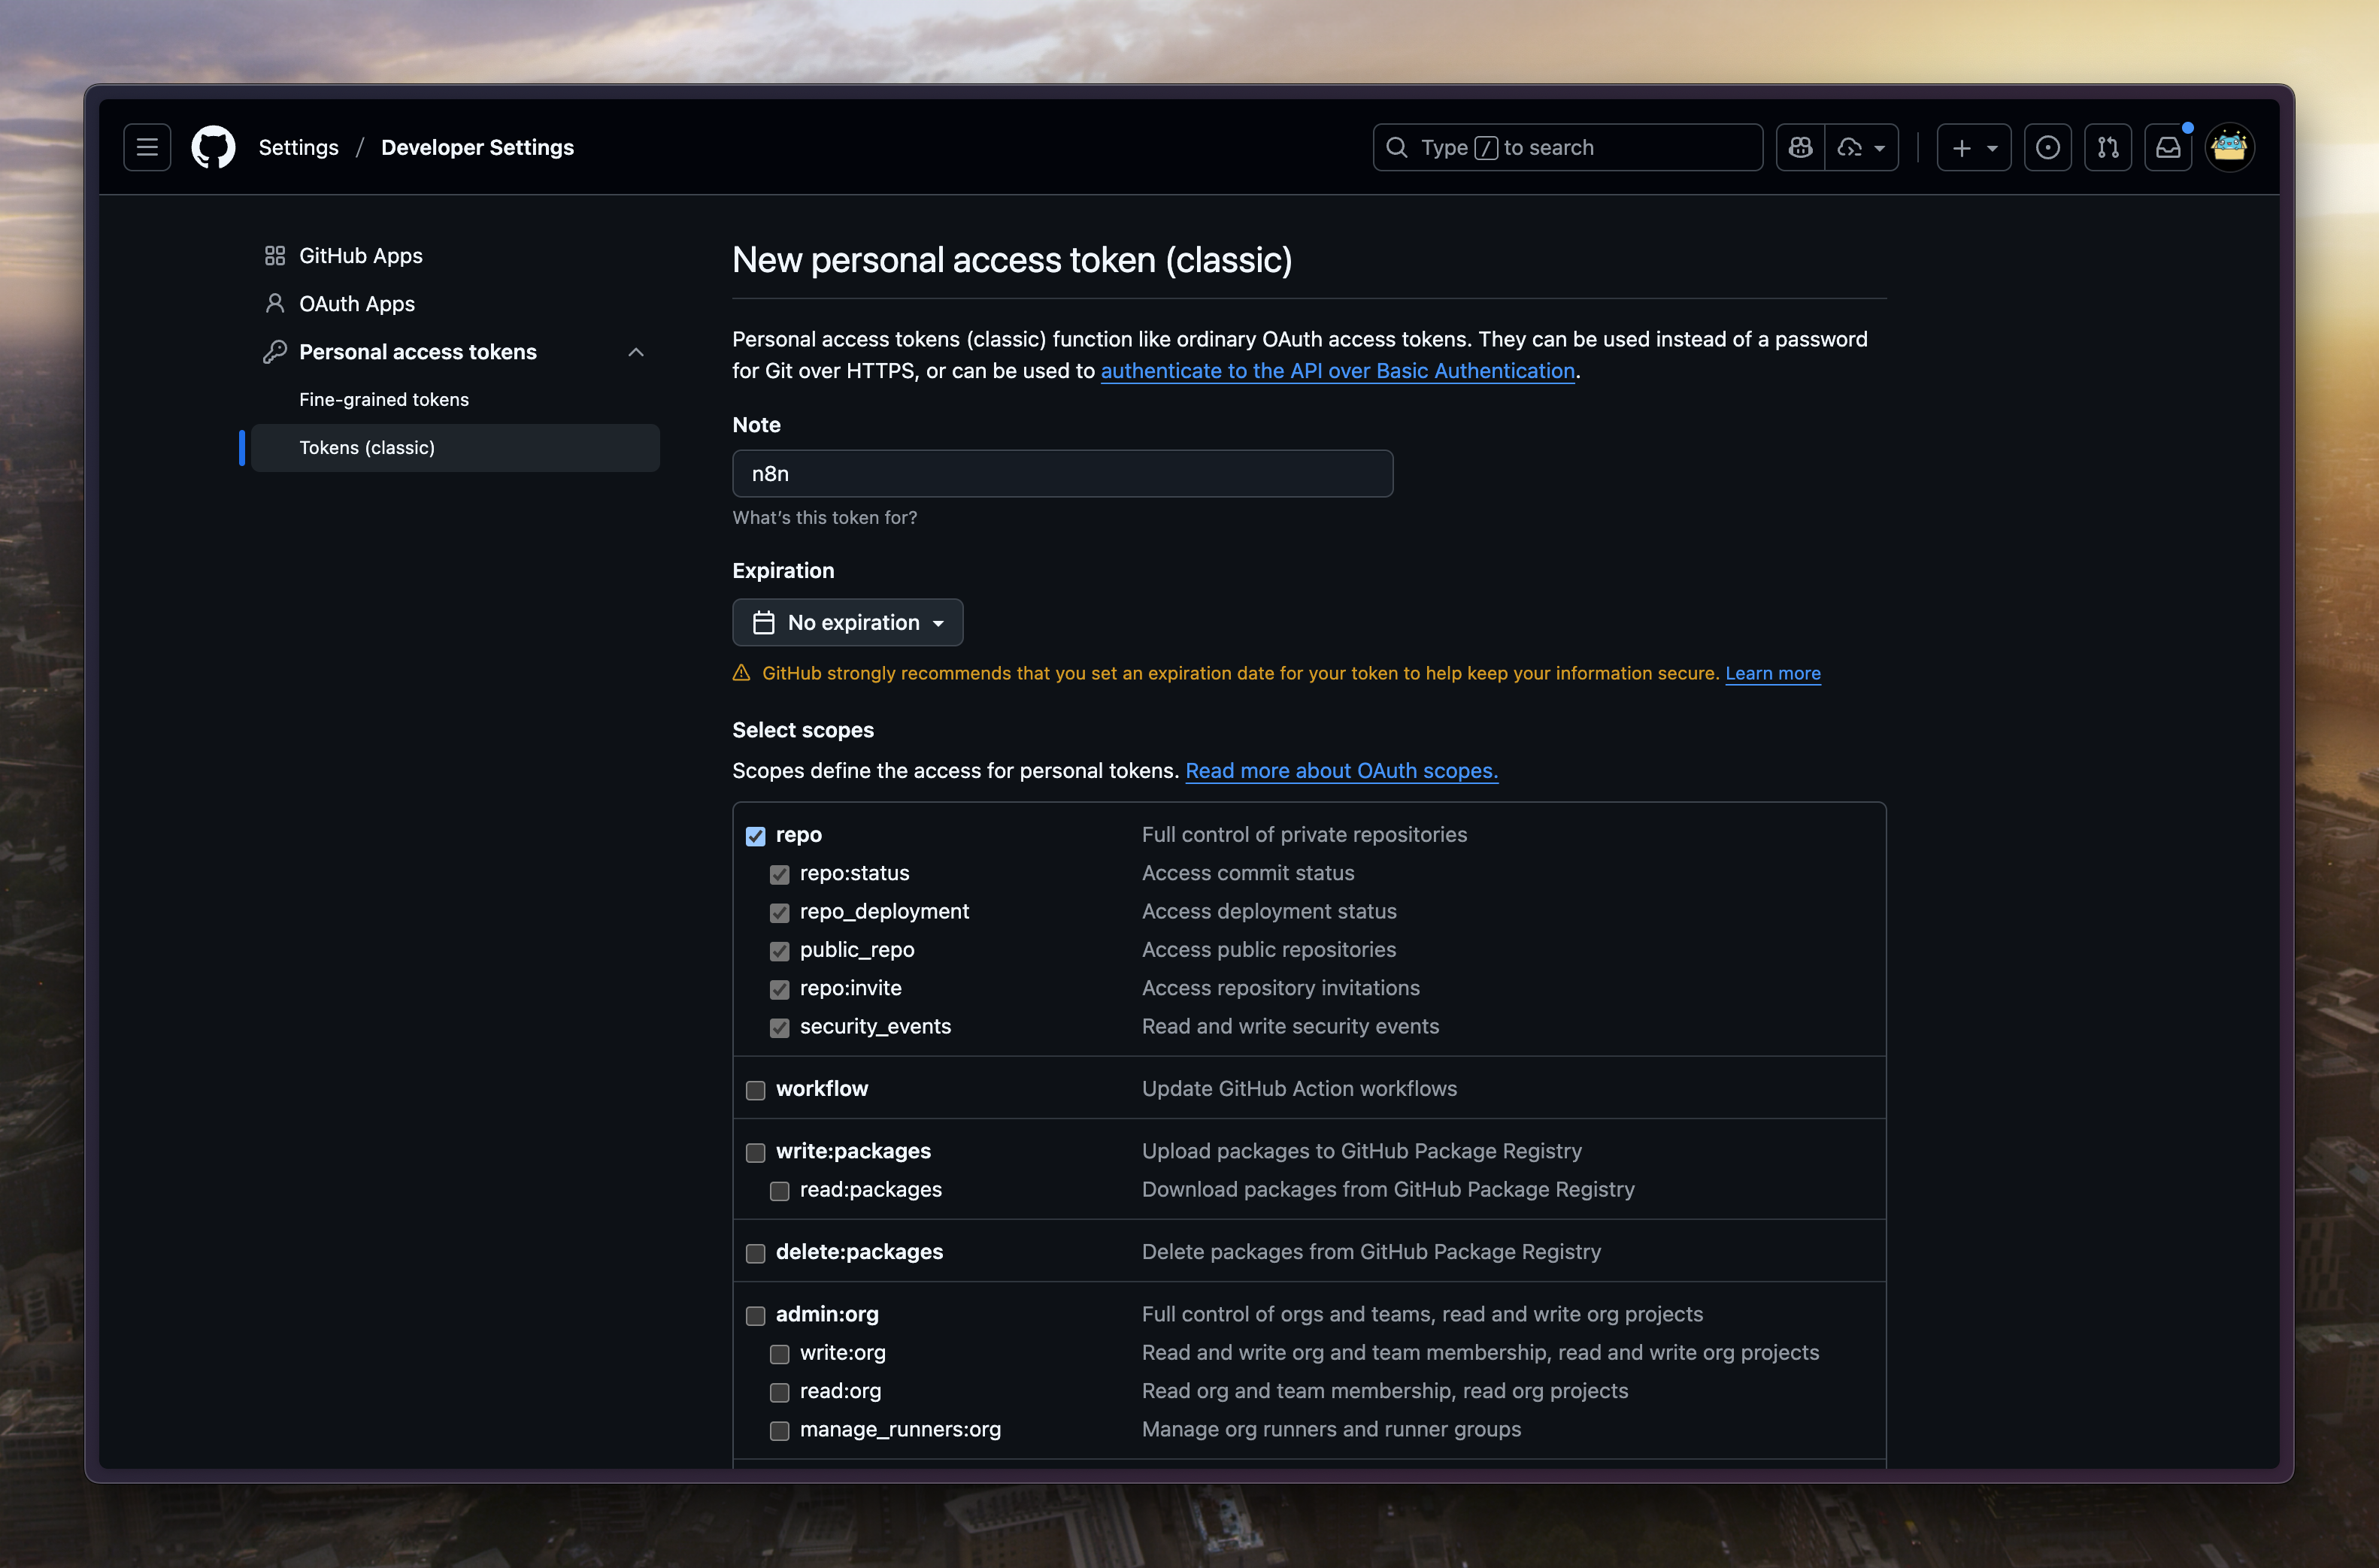 Settings / Developer Settings
Type / to search
GitHub Apps
OAuth Apps
Personal access tokens
Fine-grained tokens
Tokens (classic)
New personal access token (classic)
Personal access tokens (classic) function like ordinary OAuth access tokens. They can be used instead of a password
for Git over HTTPS, or can be used to authenticate to the API over Basic Authentication.
Note
n8n
What's this token for?
Expiration
No expiration
GitHub strongly recommends that you set an expiration date for your token to help keep your information secure. Learn more
Select scopes
Scopes define the access for personal tokens. Read more about OAuth scopes.
repo Full control of private repositories
repo:status Access commit status
repo_deployment Access deployment status
public_repo Access public repositories
repo:invite Access repository invitations
security_events Read and write security events
workflow Update GitHub Action workflows
write:packages Upload packages to GitHub Package Registry
read:packages Download packages from GitHub Package Registry
delete:packages Delete packages from GitHub Package Registry
admin:org Full control of orgs and teams, read and write org projects
write:org Read and write org and team membership, read and write org projects
read:org Read org and team membership, read org projects
manage_runners:org Manage org runners and runner groups